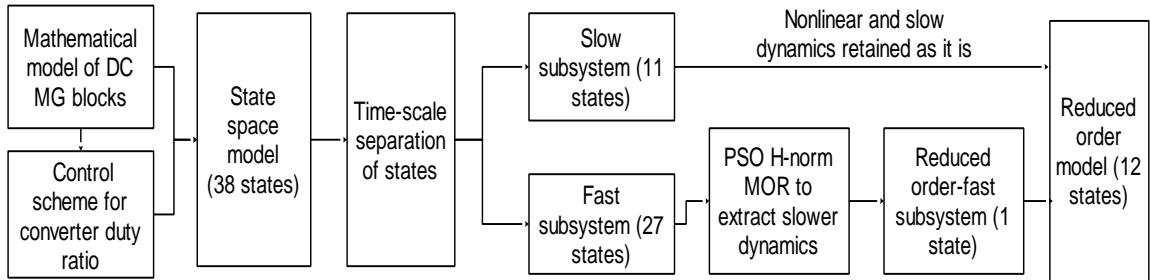 Mathematical
model of DC
MG blocks
Control
scheme for
converter duty
ratio
State
space
model
(38 states)
Time-scale
separation
of states
Slow
subsystem (11
states)
Nonlinear and slow
dynamics retained as it is
Fast
subsystem (27
states)
PSO H-norm
MOR to
extract slower
dynamics
Reduced
order-fast
subsystem (1
state)
Reduced
order
model (12
states)